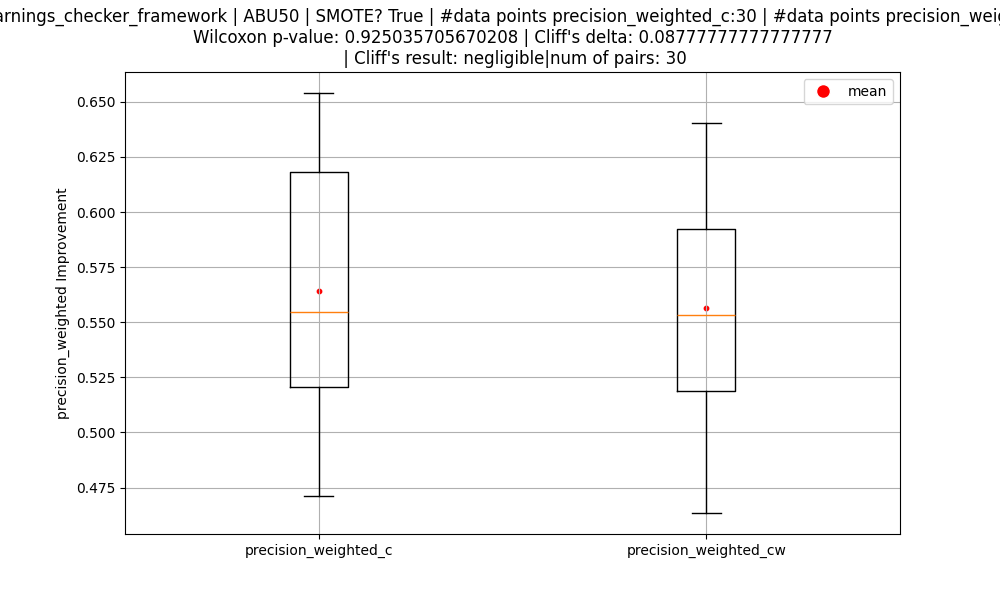 arnings_checker_framework | ABU50 | SMOTE? True | #data points precision_weighted_c:30 | #data points precision_weig
Wilcoxon p-value: 0.925035705670208 | Cliff's delta: 0.08777777777777777
| Cliff's result: negligible|num of pairs: 30
mean
precision_weighted Improvement
0.650
0.625
0.600
0.575
0.550
0.525
0.500
0.475
precision_weighted_c
precision_weighted_cw